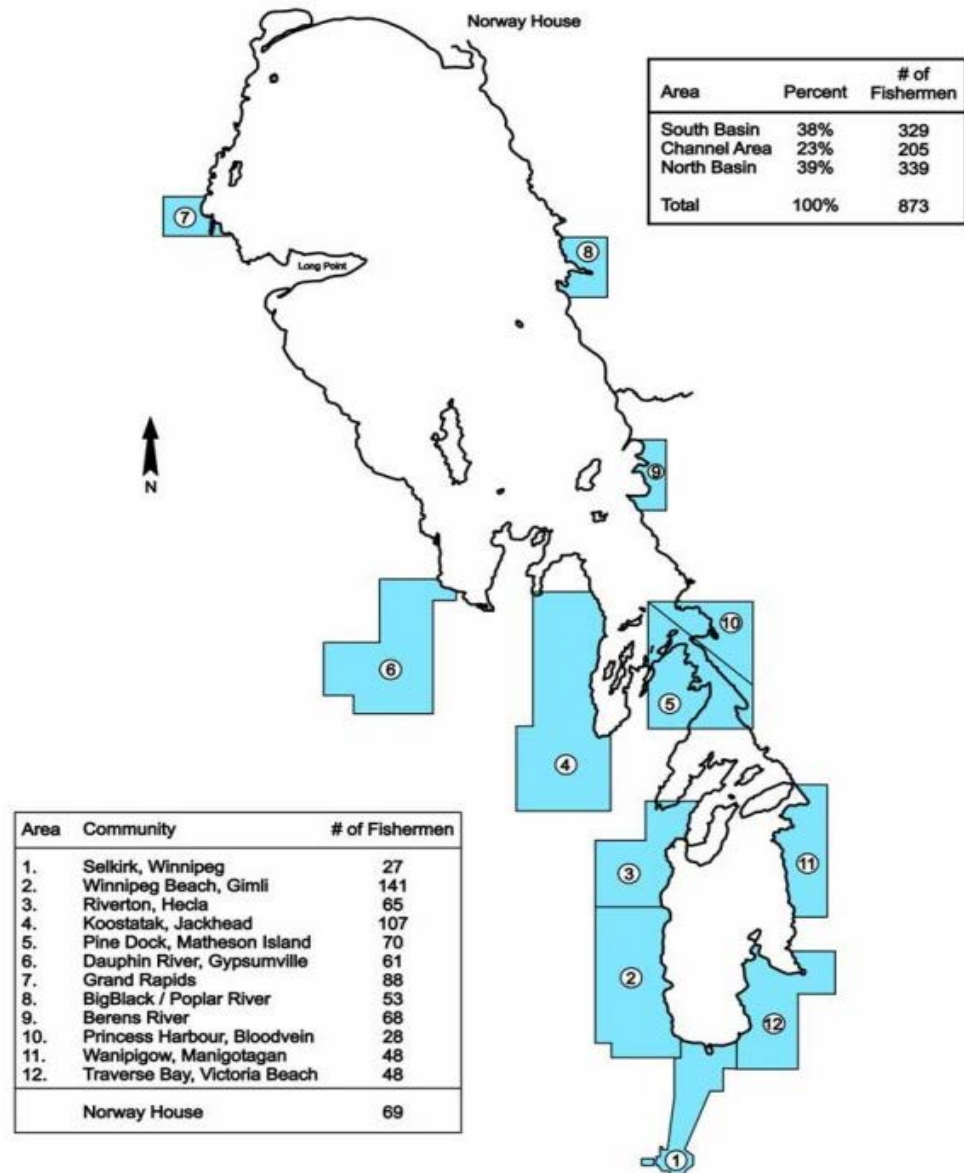 Norway House
Area Percent # of Fishermen
South Basin 38% 329
Channel Area 23% 205
North Basin 39% 339
Total 100% 873
7
8
Long Point
9
N
10
6
5
4
3
11
2
12
1
Area Community # of Fishermen
1. Selkirk, Winnipeg 27
2. Winnipeg Beach, Gimli 141
3. Riverton, Hecla 65
4. Koostatak, Jackhead 107
5. Pine Dock, Matheson Island 70
6. Dauphin River, Gypsumville 61
7. Grand Rapids 88
8. BigBlack / Poplar River 53
9. Berens River 68
10. Princess Harbour, Bloodvein 28
11. Wanipigow, Manigotagan 48
12. Traverse Bay, Victoria Beach 48
Norway House 69